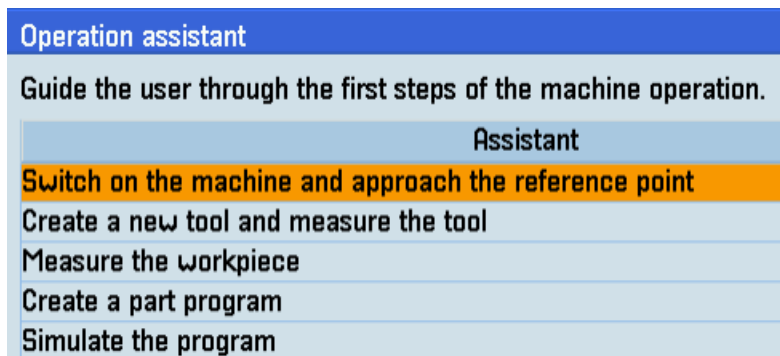 Operation assistant
Guide the user through the first steps of the machine operation.
Assistant
Switch on the machine and approach the reference point
Create a new tool and measure the tool
Measure the workpiece
Create a part program
Simulate the program